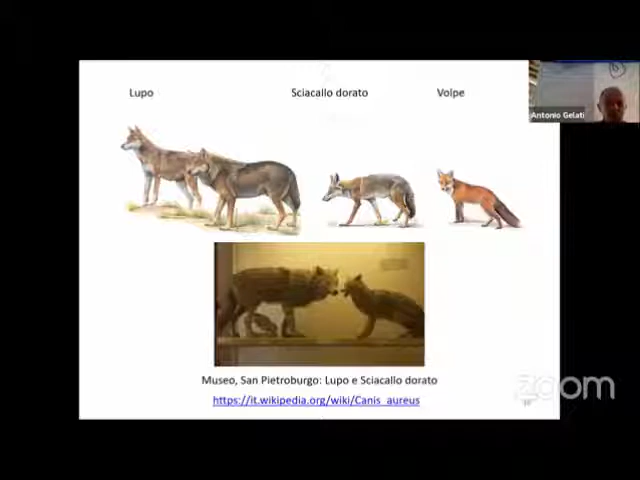 Lupo
Sciacallo dorato
Volpe
Antonio Gelati
Museo, San Pietroburgo: Lupo e Sciacallo dorato
https://it.wikipedia.org/wiki/Canis_aureus
zoom